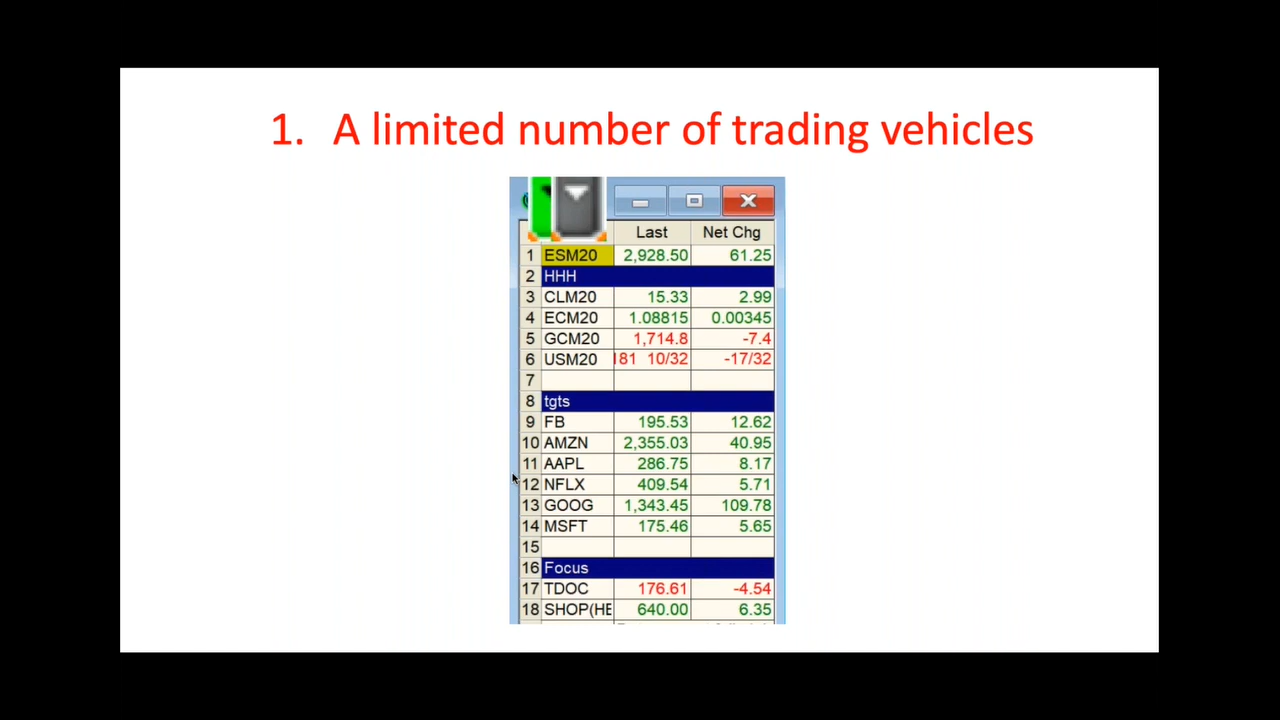 1. A limited number of trading vehicles
Last Net Chg
1 ESM20 2,928.50 61.25
2 HHH
3 CLM20 15.33 2.99
4 ECM20 1.08815 0.00345
5 GCM20 1,714.8 -7.4
6 USM20 181 10/32 -17/32
7
8 tgts
9 FB 195.53 12.62
10 AMZN 2,355.03 40.95
11 AAPL 286.75 8.17
12 NFLX 409.54 5.71
13 GOOG 1,343.45 109.78
14 MSFT 175.46 5.65
15
16 Focus
17 TDOC 176.61 -4.54
18 SHOP(HE 640.00 6.35